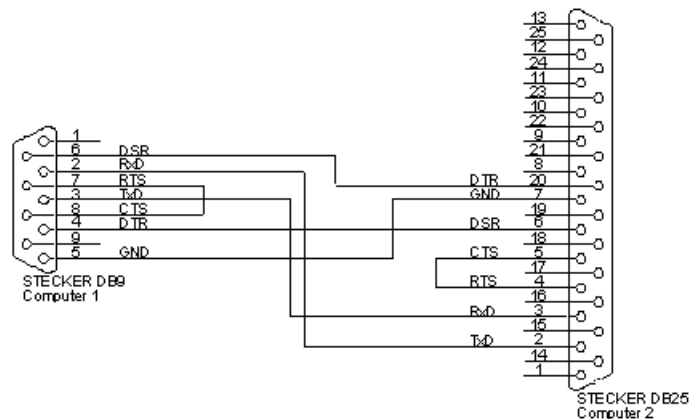 1
6 DSR
2 RxD
7 RTS
3 TxD
8 CTS
4 DTR
9
5 GND
STECKER DB9
Computer 1
13
25
12
24
11
23
10
22
9
21
8
DTR 20
GND 7
19
DSR 6
18
CTS 5
17
RTS 4
16
RxD 3
15
TxD 2
14
1
STECKER DB25
Computer 2